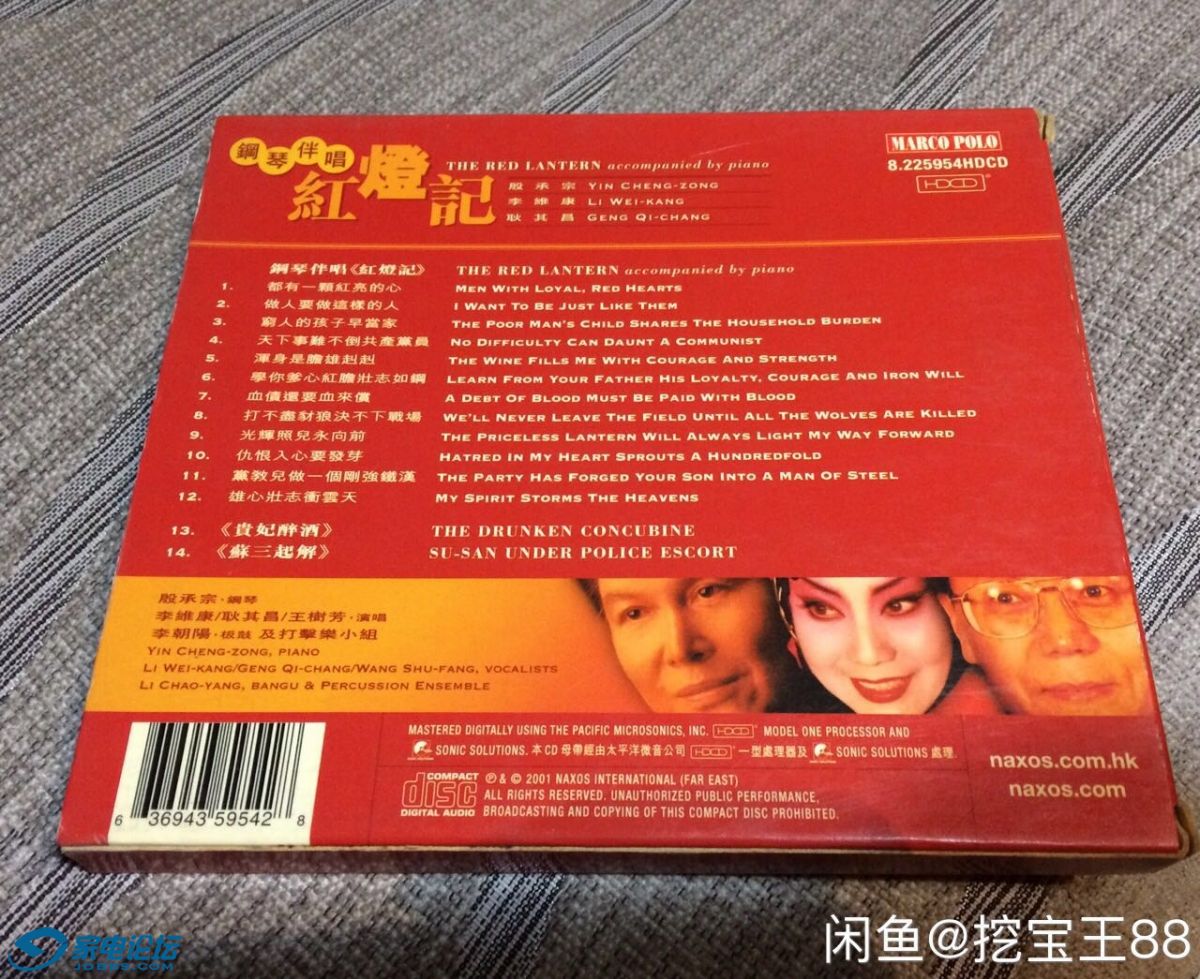 鋼琴伴唱
紅燈記
THE RED LANTERN accompanied by piano
殷承宗 YIN CHENG-ZONG
李維康 LI WEI-KANG
耿其昌 GENG QI-CHANG
MARCO POLO
8.225954HDCD
HDCD®
鋼琴伴唱《紅燈記》 THE RED LANTERN accompanied by piano
1. 都有一顆紅亮的心 MEN WITH LOYAL, RED HEARTS
2. 做人要做這樣的人 I WANT TO BE JUST LIKE THEM
3. 窮人的孩子早當家 THE POOR MAN'S CHILD SHARES THE HOUSEHOLD BURDEN
4. 天下事難不倒共產黨員 NO DIFFICULTY CAN DAUNT A COMMUNIST
5. 渾身是膽雄赳赳 THE WINE FILLS ME WITH COURAGE AND STRENGTH
6. 學你爹心紅膽壯志如鋼 LEARN FROM YOUR FATHER HIS LOYALTY, COURAGE AND IRON WILL
7. 血債還要血來償 A DEBT OF BLOOD MUST BE PAID WITH BLOOD
8. 打不盡豺狼決不下戰場 WE'LL NEVER LEAVE THE FIELD UNTIL ALL THE WOLVES ARE KILLED
9. 光輝照兒永向前 THE PRICELESS LANTERN WILL ALWAYS LIGHT MY WAY FORWARD
10. 仇恨入心要發芽 HATRED IN MY HEART SPROUTS A HUNDREDFOLD
11. 黨教兒做一個剛強鐵漢 THE PARTY HAS FORGED YOUR SON INTO A MAN OF STEEL
12. 雄心壯志衝雲天 MY SPIRIT STORMS THE HEAVENS
13. 《貴妃醉酒》 THE DRUNKEN CONCUBINE
14. 《蘇三起解》 SU-SAN UNDER POLICE ESCORT
殷承宗·鋼琴
李維康/耿其昌/王樹芳·演唱
李朝陽·板鼓 及打擊樂小組
YIN CHENG-ZONG, PIANO
LI WEI-KANG/GENG QI-CHANG/WANG SHU-FANG, VOCALISTS
LI CHAO-YANG, BANGU & PERCUSSION ENSEMBLE
MASTERED DIGITALLY USING THE PACIFIC MICROSONICS, INC. HDCD® MODEL ONE PROCESSOR AND
SONIC SOLUTIONS. 本CD母帶經由太平洋微音公司 HDCD® 一型處理器及 SONIC SOLUTIONS 處理.
COMPACT disc DIGITAL AUDIO
℗ & © 2001 NAXOS INTERNATIONAL (FAR EAST)
ALL RIGHTS RESERVED. UNAUTHORIZED PUBLIC PERFORMANCE,
BROADCASTING AND COPYING OF THIS COMPACT DISC PROHIBITED.
naxos.com.hk
naxos.com
6 36943 59542 8
家电论坛
JDBBS.COM
闲鱼@挖宝王88